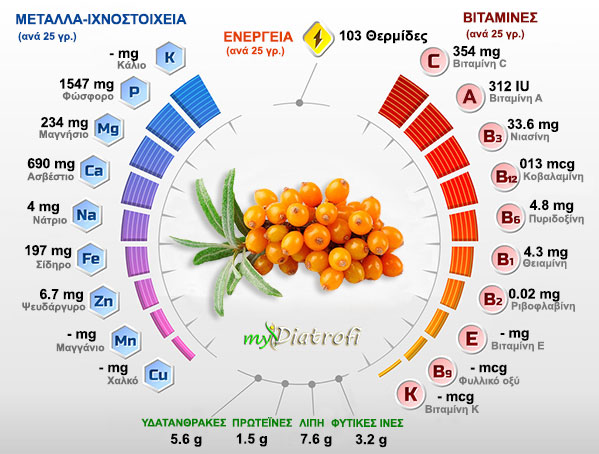 ΜΕΤΑΛΛΑ-ΙΧΝΟΣΤΟΙΧΕΙΑ
(ανά 25 γρ.)
ΕΝΕΡΓΕΙΑ
(ανά 25 γρ.)
103 Θερμίδες
ΒΙΤΑΜΙΝΕΣ
(ανά 25 γρ.)
- mg
Κάλιο
K
1547 mg
Φώσφορο
P
234 mg
Μαγνήσιο
Mg
690 mg
Ασβέστιο
Ca
4 mg
Νάτριο
Na
197 mg
Σίδηρο
Fe
6.7 mg
Ψευδάργυρο
Zn
- mg
Μαγγάνιο
Mn
- mg
Χαλκό
Cu
C
354 mg
Βιταμίνη C
A
312 IU
Βιταμίνη A
B3
33.6 mg
Νιασίνη
B12
013 mcg
Κοβαλαμίνη
B6
4.8 mg
Πυριδοξίνη
B1
4.3 mg
Θειαμίνη
B2
0.02 mg
Ριβοφλαβίνη
E
- mg
Βιταμίνη E
B9
- mcg
Φυλλικό οξύ
K
- mcg
Βιταμίνη K
myDiatrofi
ΥΔΑΤΑΝΘΡΑΚΕΣ ΠΡΩΤΕΪΝΕΣ ΛΙΠΗ ΦΥΤΙΚΕΣ ΙΝΕΣ
5.6 g 1.5 g 7.6 g 3.2 g